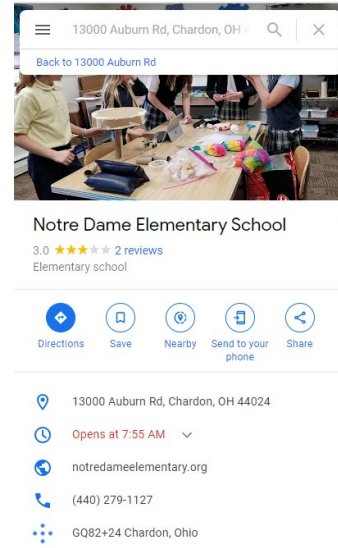 13000 Auburn Rd, Chardon, OH 4
Back to 13000 Auburn Rd
Notre Dame Elementary School
3.0 2 reviews
Elementary school
Directions Save Nearby Send to your phone Share
13000 Auburn Rd, Chardon, OH 44024
Opens at 7:55 AM
notredameelementary.org
(440) 279-1127
GQ82+24 Chardon, Ohio